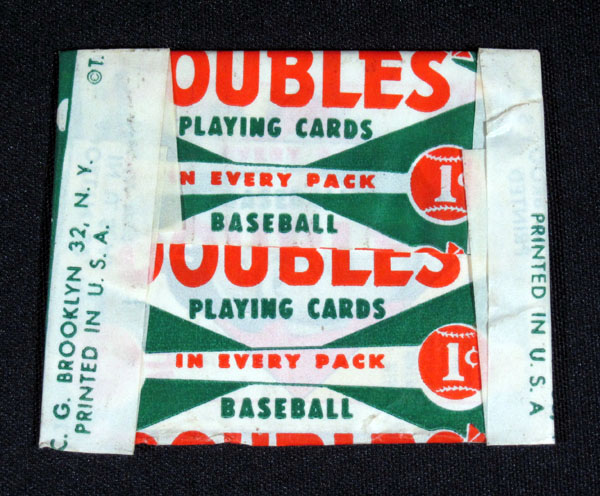 OUBLES
PLAYING CARDS
N EVERY PACK
1¢
BASEBALL
OUBLES
PLAYING CARDS
IN EVERY PACK
1¢
BASEBALL
OUBLES
©T.
C. G. BROOKLYN 32, N. Y.
PRINTED IN U. S. A.
PRINTED IN U. S. A